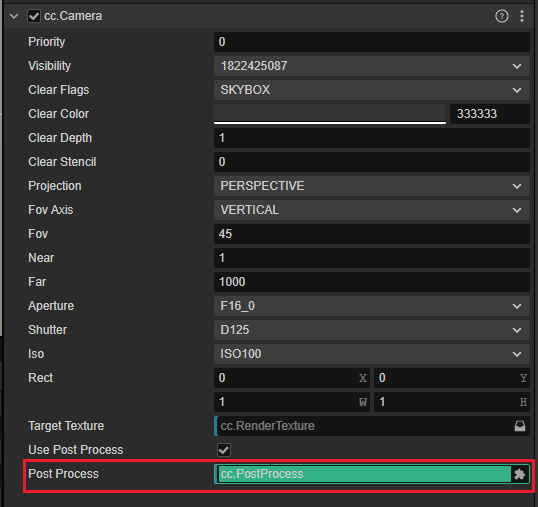 cc.Camera
Priority 0
Visibility 1822425087
Clear Flags SKYBOX
Clear Color 333333
Clear Depth 1
Clear Stencil 0
Projection PERSPECTIVE
Fov Axis VERTICAL
Fov 45
Near 1
Far 1000
Aperture F16_0
Shutter D125
Iso ISO100
Rect 0 X 0 Y
1 W 1 H
Target Texture cc.RenderTexture
Use Post Process
Post Process cc.PostProcess